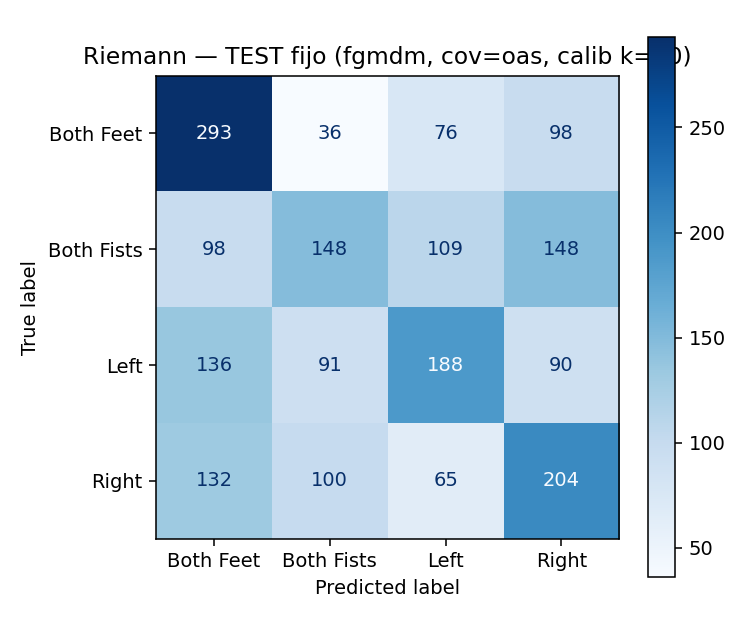 Riemann — TEST fijo (fgmdm, cov=oas, calib k= 0)
True label
Both Feet 293 36 76 98
Both Fists 98 148 109 148
Left 136 91 188 90
Right 132 100 65 204
Both Feet Both Fists Left Right
Predicted label
250
200
150
100
50